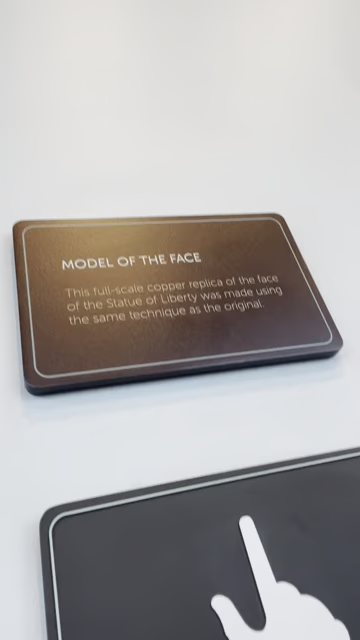 MODEL OF THE FACE
This full-scale copper replica of the face
of the Statue of Liberty was made using
the same technique as the original.